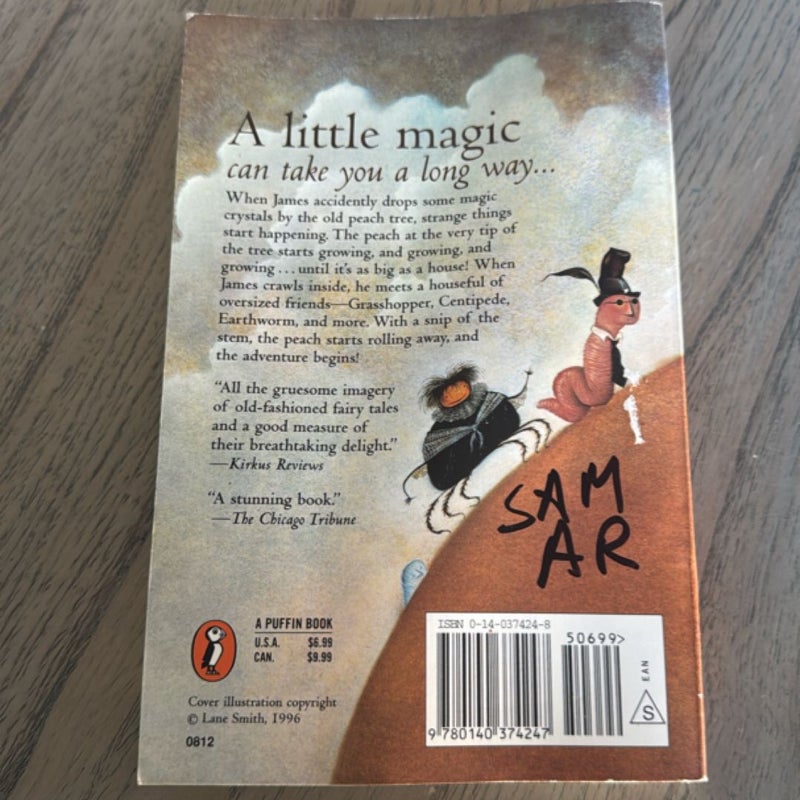 A little magic
can take you a long way...
When James accidently drops some magic
crystals by the old peach tree, strange things
start happening. The peach at the very tip of
the tree starts growing, and growing, and
growing... until it's as big as a house! When
James crawls inside, he meets a houseful of
oversized friends—Grasshopper, Centipede,
Earthworm, and more. With a snip of the
stem, the peach starts rolling away, and
the adventure begins!
"All the gruesome imagery
of old-fashioned fairy tales
and a good measure of
their breathtaking delight."
—Kirkus Reviews
"A stunning book."
—The Chicago Tribune
SAM
AR
A PUFFIN BOOK
U.S.A. $6.99
CAN. $9.99
Cover illustration copyright
© Lane Smith, 1996
0812
ISBN 0-14-037424-8
50699>
EAN
S
9 780140 374247